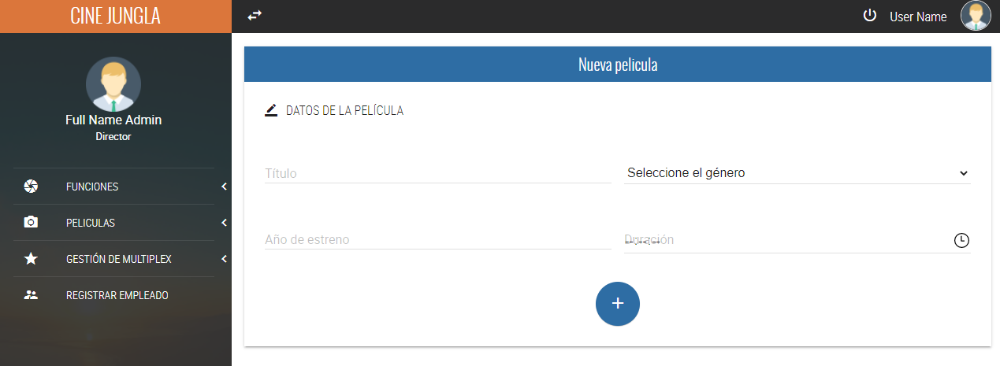 CINE JUNGLA
User Name
Full Name Admin
Director
FUNCIONES
PELICULAS
GESTIÓN DE MULTIPLEX
REGISTRAR EMPLEADO
Nueva pelicula
DATOS DE LA PELÍCULA
Título
Seleccione el género
Año de estreno
Duración